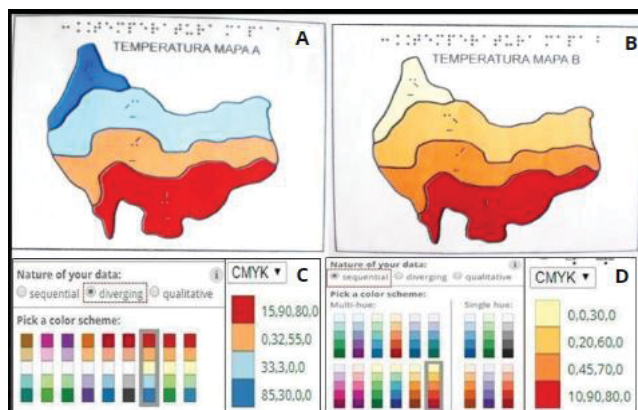 A
TEMPERATURA MAPA A
B
TEMPERATURA MAPA B
Nature of your data:
sequential diverging qualitative
Pick a color scheme:
CMYK
C
15,90,80,0
0,32,55,0
33,3,0,0
85,30,0,0
Nature of your data:
sequential diverging qualitative
Pick a color scheme:
Multi-hue: Single hue:
CMYK
D
0,0,30,0
0,20,60,0
0,45,70,0
10,90,80,0